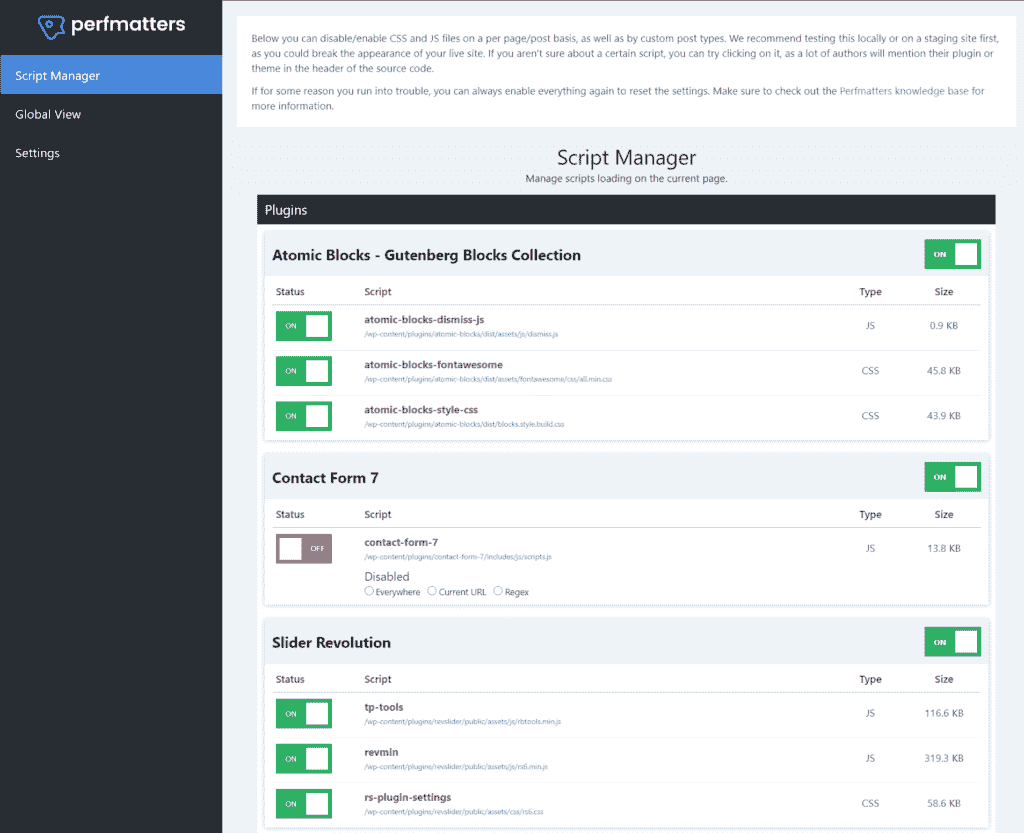 perfmatters
Script Manager
Global View
Settings
Below you can disable/enable CSS and JS files on a per page/post basis, as well as by custom post types. We recommend testing this locally or on a staging site first,
as you could break the appearance of your live site. If you aren't sure about a certain script, you can try clicking on it, as a lot of authors will mention their plugin or
theme in the header of the source code.
If for some reason you run into trouble, you can always enable everything again to reset the settings. Make sure to check out the Perfmatters knowledge base for
more information.
Script Manager
Manage scripts loading on the current page.
Plugins
Atomic Blocks - Gutenberg Blocks Collection ON
Status Script Type Size
ON atomic-blocks-dismiss-js JS 0.9 KB
/wp-content/plugins/atomic-blocks/dist/assets/js/dismiss.js
ON atomic-blocks-fontawesome CSS 45.8 KB
/wp-content/plugins/atomic-blocks/dist/assets/fontawesome/css/all.min.css
ON atomic-blocks-style-css CSS 43.9 KB
/wp-content/plugins/atomic-blocks/dist/blocks.style.build.css
Contact Form 7 ON
Status Script Type Size
OFF contact-form-7 JS 13.8 KB
/wp-content/plugins/contact-form-7/includes/js/scripts.js
Disabled
Everywhere Current URL Regex
Slider Revolution ON
Status Script Type Size
ON tp-tools JS 116.6 KB
/wp-content/plugins/revslider/public/assets/js/rbtools.min.js
ON revmin JS 319.3 KB
/wp-content/plugins/revslider/public/assets/js/rs6.min.js
ON rs-plugin-settings CSS 58.6 KB
/wp-content/plugins/revslider/public/assets/css/rs6.css